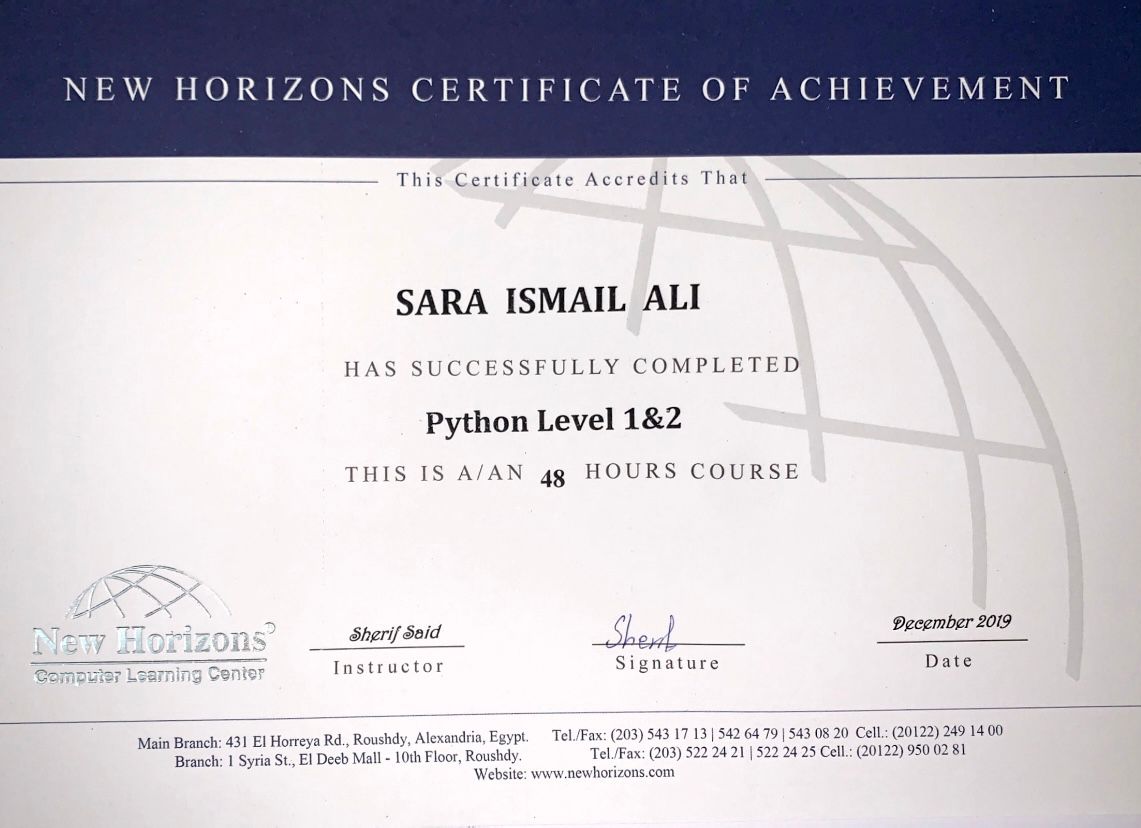 NEW HORIZONS CERTIFICATE OF ACHIEVEMENT
This Certificate Accredits That
SARA ISMAIL ALI
HAS SUCCESSFULLY COMPLETED
Python Level 1&2
THIS IS A/AN 48 HOURS COURSE
New Horizons®
Computer Learning Center
Sherif Said
Instructor
Sherif
Signature
December 2019
Date
Main Branch: 431 El Horreya Rd., Roushdy, Alexandria, Egypt. Tel./Fax: (203) 543 17 13 | 542 64 79 | 543 08 20 Cell.: (20122) 249 14 00
Branch: 1 Syria St., El Deeb Mall - 10th Floor, Roushdy. Tel./Fax: (203) 522 24 21 | 522 24 25 Cell.: (20122) 950 02 81
Website: www.newhorizons.com